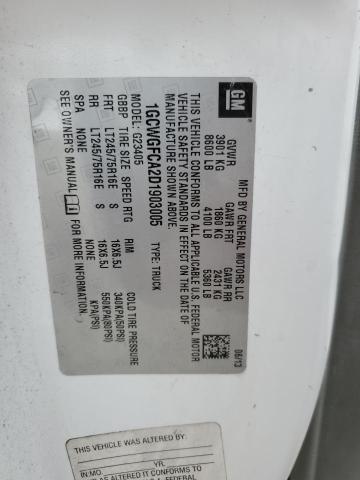 GM
MFD BY GENERAL MOTORS LLC
06/13
GVWR GAWR FRT GAWR RR
3901 KG 1860 KG 2431 KG
8600 LB 4100 LB 5360 LB
THIS VEHICLE CONFORMS TO ALL APPLICABLE U.S. FEDERAL MOTOR
VEHICLE SAFETY STANDARDS IN EFFECT ON THE DATE OF
MANUFACTURE SHOWN ABOVE.
1GCWGFCA2D1903005 TYPE: TRUCK
MODEL: G23405
GBBP TIRE SIZE SPEED RTG RIM COLD TIRE PRESSURE
FRT LT245/75R16E S 16X6.5J 340KPA(50PSI)
RR LT245/75R16E S 16X6.5J 550KPA(80PSI)
SPA NONE NONE KPA(PSI)
SEE OWNER'S MANUAL FOR MORE INFORMATION.
THIS VEHICLE WAS ALTERED BY:
IN:MO. YR.